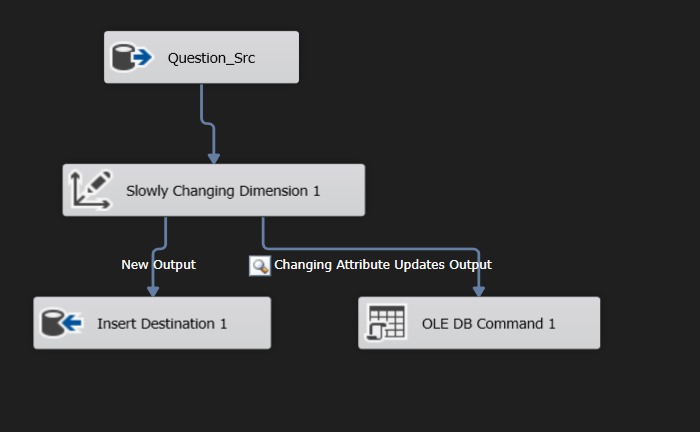 Question_Src
Slowly Changing Dimension 1
New Output
Changing Attribute Updates Output
Insert Destination 1
OLE DB Command 1